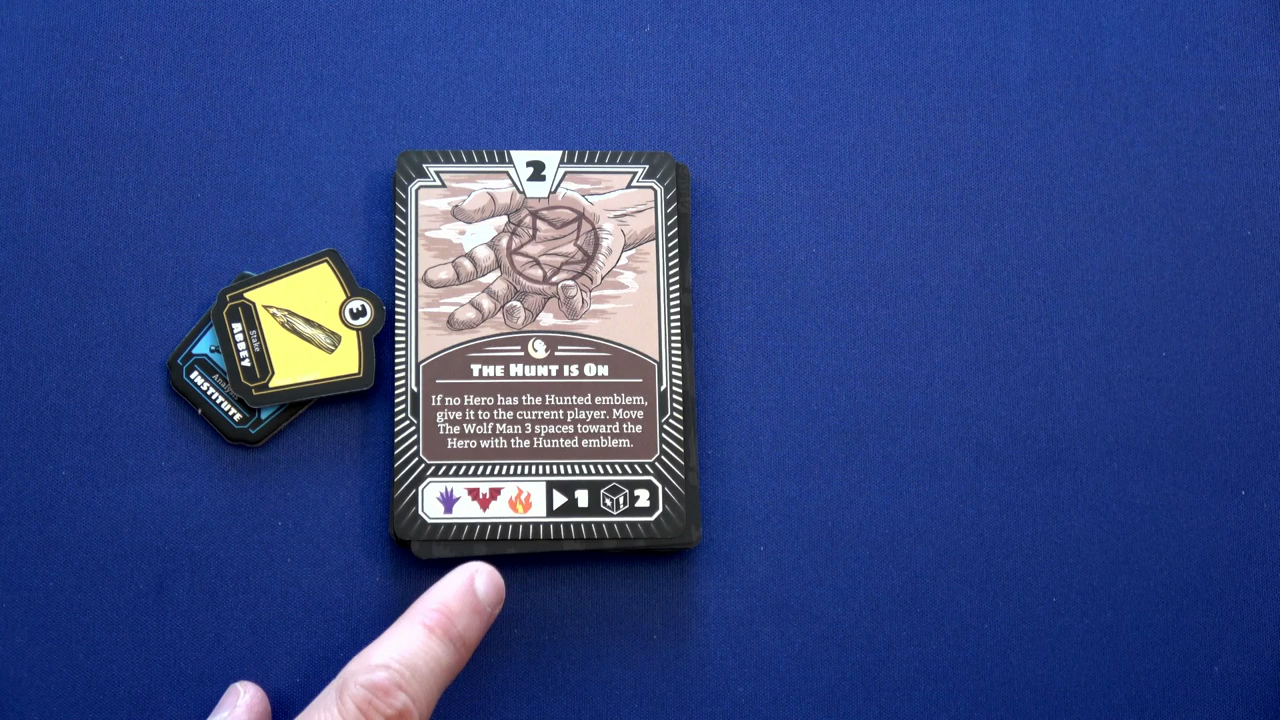 2
THE HUNT IS ON
If no Hero has the Hunted emblem,
give it to the current player. Move
The Wolf Man 3 spaces toward the
Hero with the Hunted emblem.
1 2
3
Stake
ABBEY
INSTITUTE